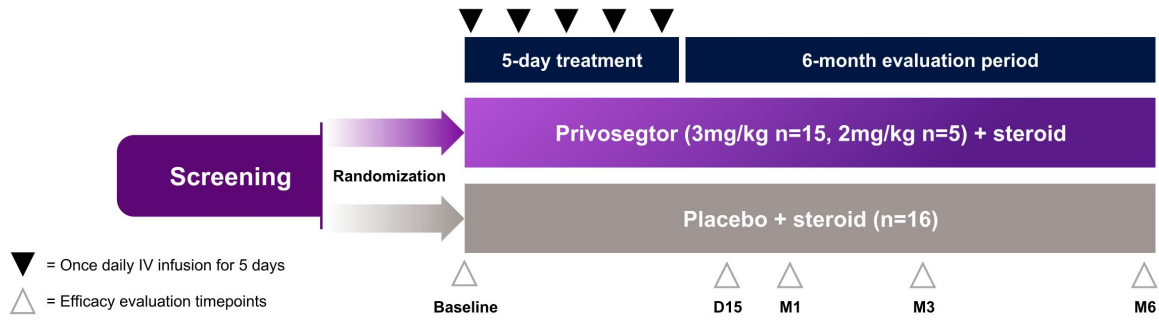 5-day treatment
6-month evaluation period
Privosegtor (3mg/kg n=15, 2mg/kg n=5) + steroid
Screening
Randomization
Placebo + steroid (n=16)
= Once daily IV infusion for 5 days
= Efficacy evaluation timepoints
Baseline
D15
M1
M3
M6